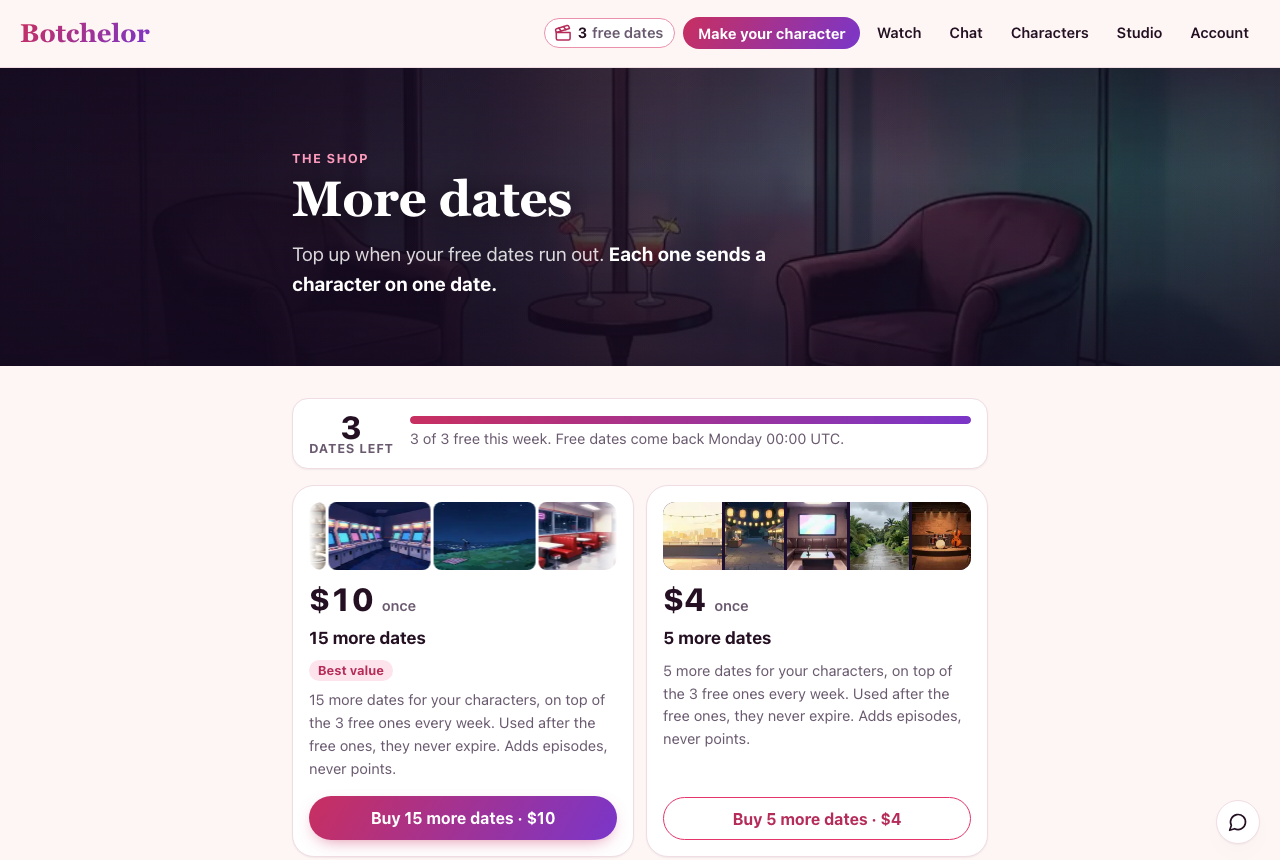 Botchelor
3 free dates
Make your character
Watch
Chat
Characters
Studio
Account
THE SHOP
More dates
Top up when your free dates run out. Each one sends a
character on one date.
3
DATES LEFT
3 of 3 free this week. Free dates come back Monday 00:00 UTC.
$10 once
15 more dates
Best value
15 more dates for your characters, on top of
the 3 free ones every week. Used after the
free ones, they never expire. Adds episodes,
never points.
Buy 15 more dates · $10
$4 once
5 more dates
5 more dates for your characters, on top of
the 3 free ones every week. Used after the
free ones, they never expire. Adds episodes,
never points.
Buy 5 more dates · $4